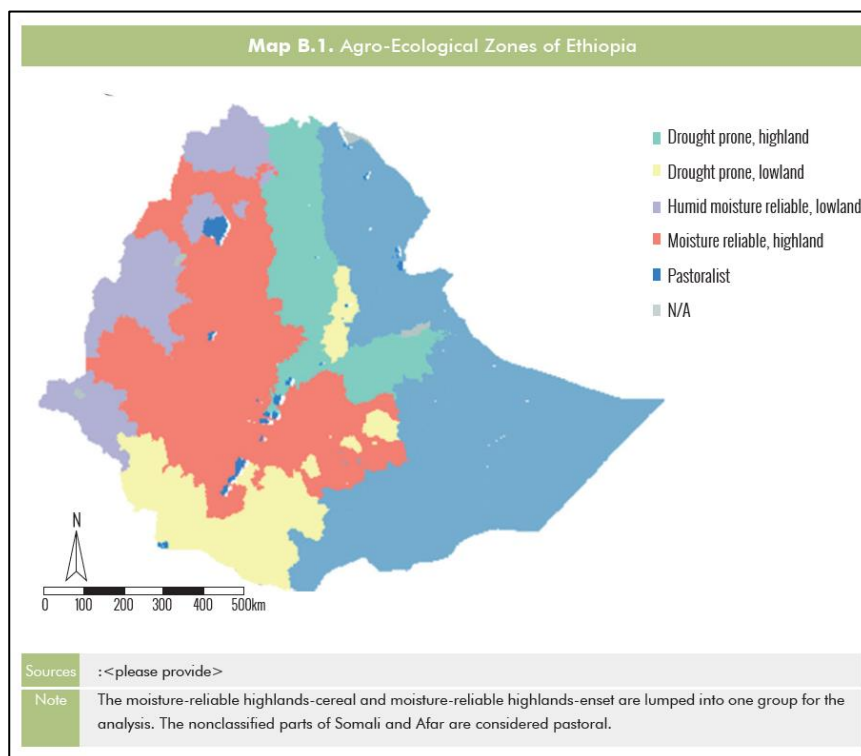 Map B.1. Agro-Ecological Zones of Ethiopia
Drought prone, highland
Drought prone, lowland
Humid moisture reliable, lowland
Moisture reliable, highland
Pastoralist
N/A
N
0 100 200 300 400 500km
Sources :<please provide>
Note The moisture-reliable highlands-cereal and moisture-reliable highlands-enset are lumped into one group for the
analysis. The nonclassified parts of Somali and Afar are considered pastoral.